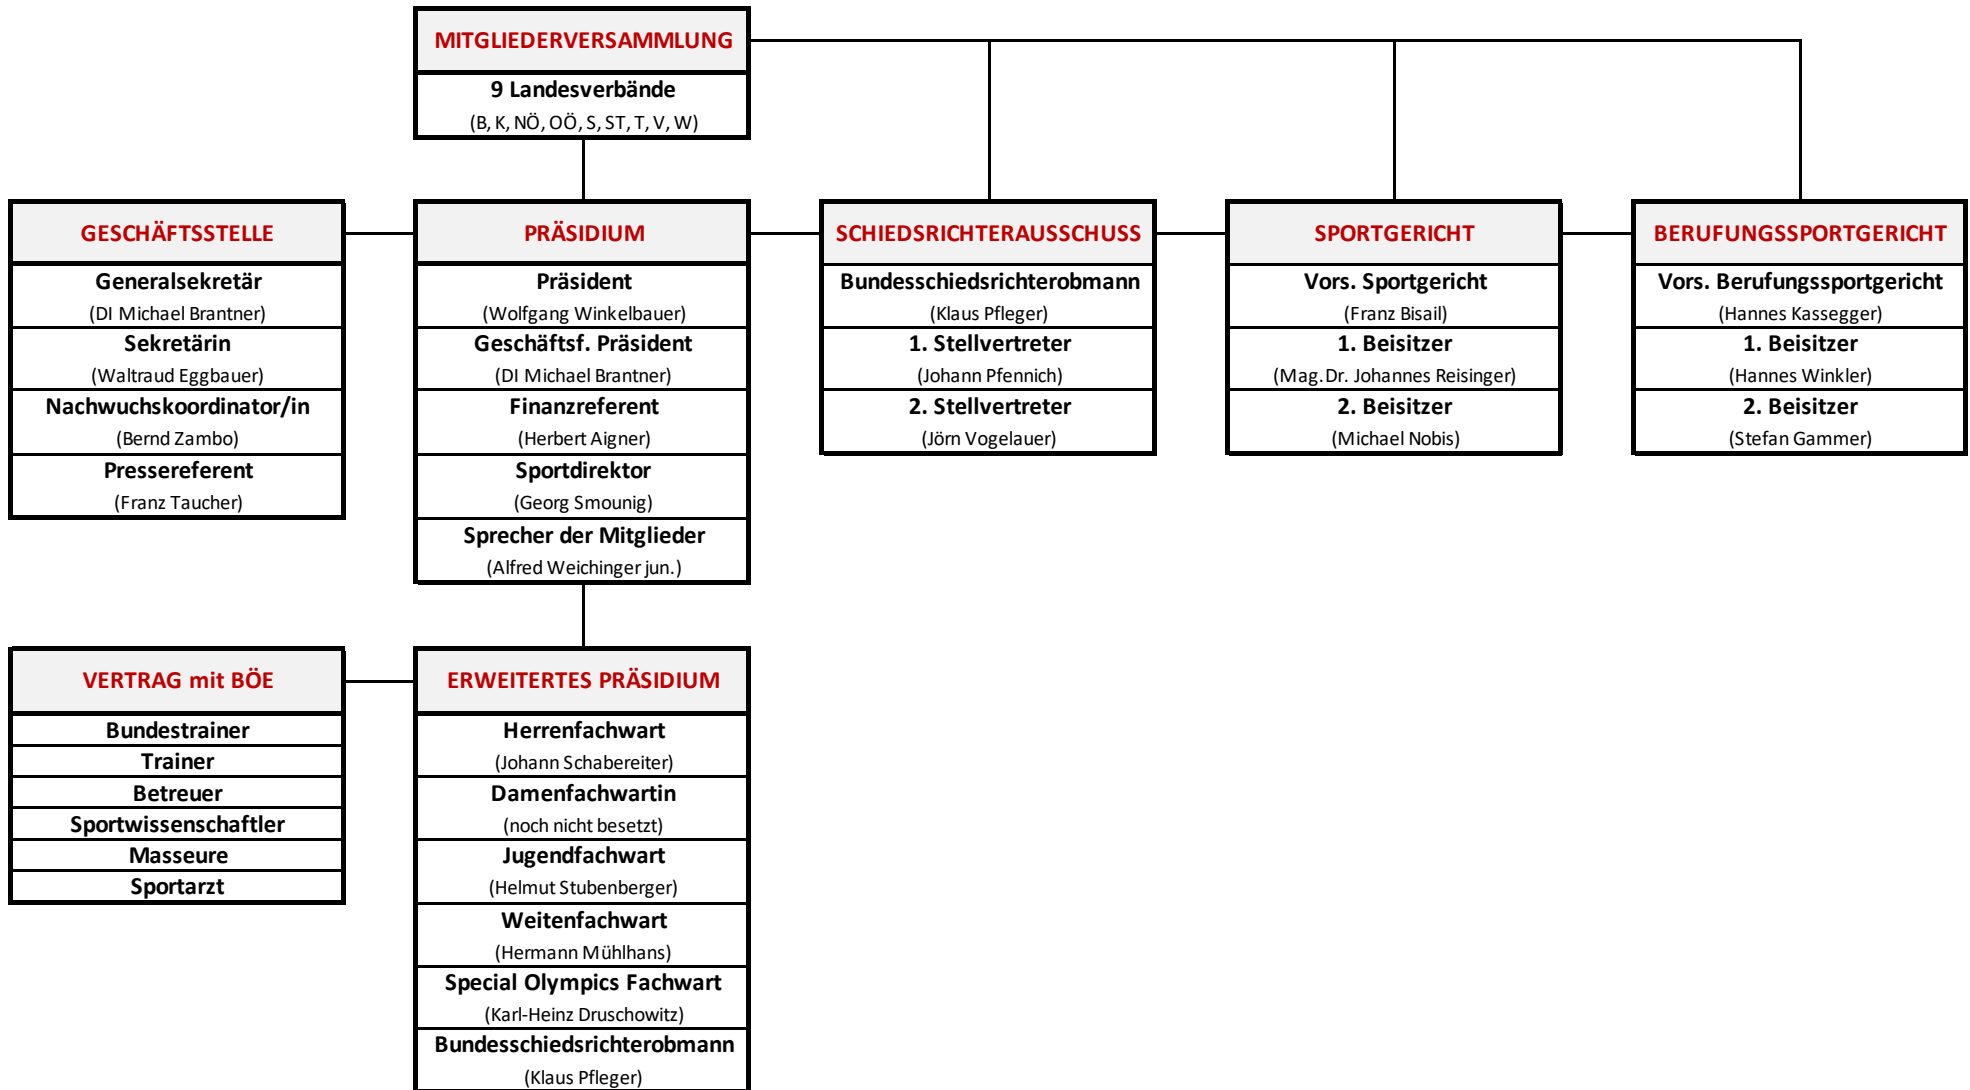 MITGLIEDERVERSAMMLUNG
9 Landesverbände
(B, K, NÖ, OÖ, S, ST, T, V, W)
GESCHÄFTSSTELLE
Generalsekretär
(DI Michael Brantner)
Sekretärin
(Waltraud Eggbauer)
Nachwuchskoordinator/in
(Bernd Zambo)
Pressereferent
(Franz Taucher)
PRÄSIDIUM
Präsident
(Wolfgang Winkelbauer)
Geschäftsf. Präsident
(DI Michael Brantner)
Finanzreferent
(Herbert Aigner)
Sportdirektor
(Georg Smounig)
Sprecher der Mitglieder
(Alfred Weichinger jun.)
SCHIEDSRICHTERAUSSCHUSS
Bundesschiedsrichterobmann
(Klaus Pfleger)
1. Stellvertreter
(Johann Pfennich)
2. Stellvertreter
(Jörn Vogelauer)
SPORTGERICHT
Vors. Sportgericht
(Franz Bisail)
1. Beisitzer
(Mag.Dr. Johannes Reisinger)
2. Beisitzer
(Michael Nobis)
BERUFUNGSSPORTGERICHT
Vors. Berufungssportgericht
(Hannes Kassegger)
1. Beisitzer
(Hannes Winkler)
2. Beisitzer
(Stefan Gammer)
VERTRAG mit BÖE
Bundestrainer
Trainer
Betreuer
Sportwissenschaftler
Masseure
Sportarzt
ERWEITERTES PRÄSIDIUM
Herrenfachwart
(Johann Schabereiter)
Damenfachwartin
(noch nicht besetzt)
Jugendfachwart
(Helmut Stubenberger)
Weitenfachwart
(Hermann Mühlhans)
Special Olympics Fachwart
(Karl-Heinz Druschowitz)
Bundesschiedsrichterobmann
(Klaus Pfleger)